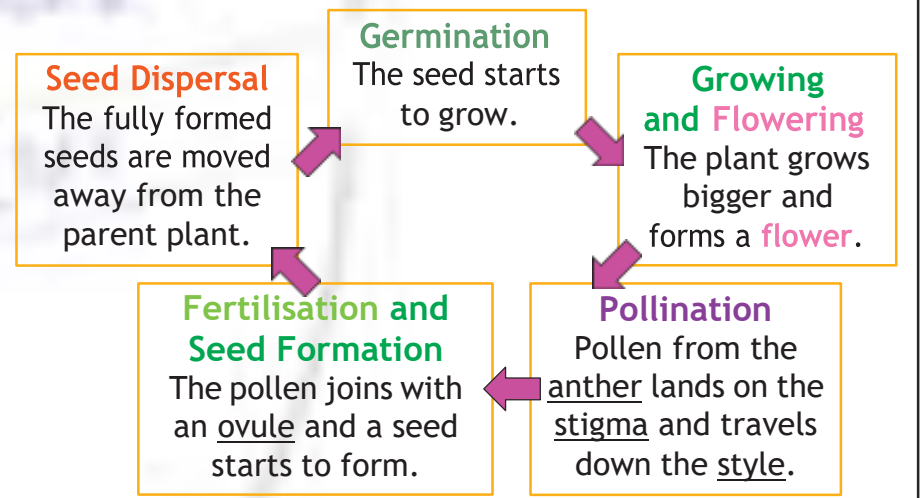 Germination
The seed starts
to grow.
Growing
and Flowering
The plant grows
bigger and
forms a flower.
Pollination
Pollen from the
anther lands on the
stigma and travels
down the style.
Fertilisation and
Seed Formation
The pollen joins with
an ovule and a seed
starts to form.
Seed Dispersal
The fully formed
seeds are moved
away from the
parent plant.